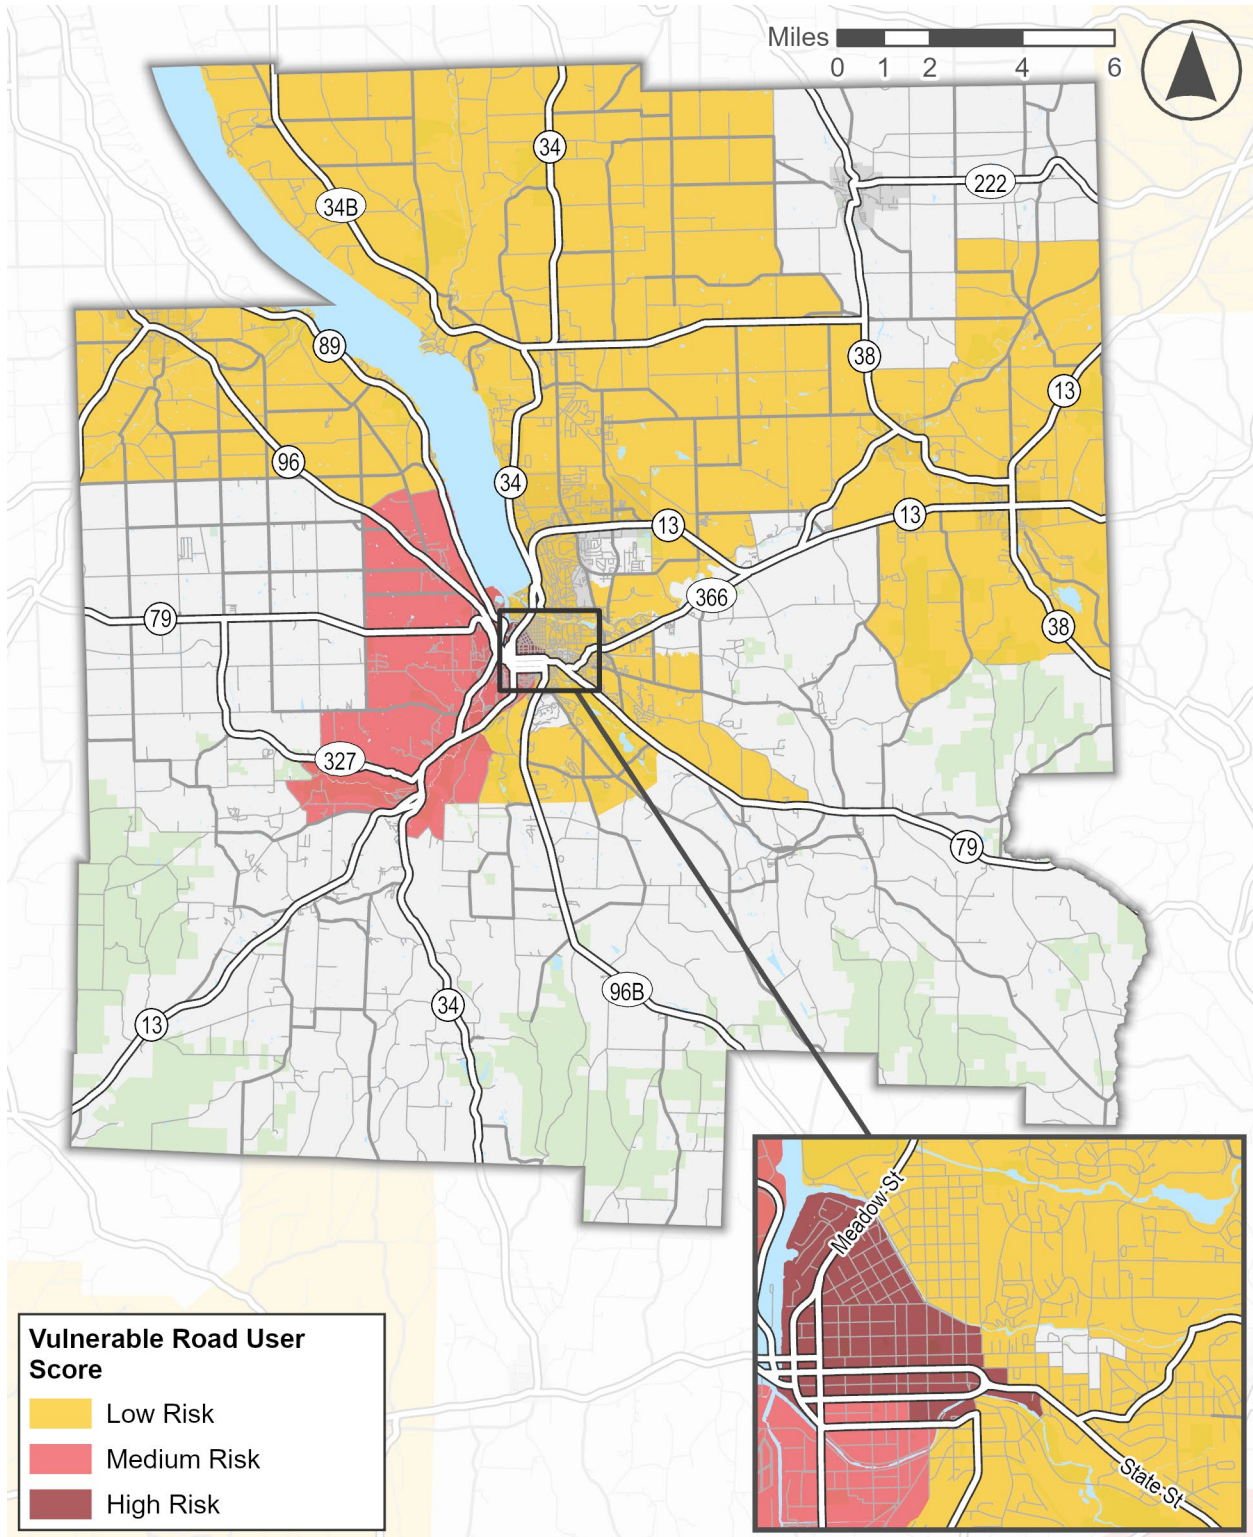 Miles
0 1 2 4 6
34
222
34B
89
38
13
96
34
13
13
366
79
38
327
79
96B
34
13
Meadow St
State St
Vulnerable Road User
Score
Low Risk
Medium Risk
High Risk